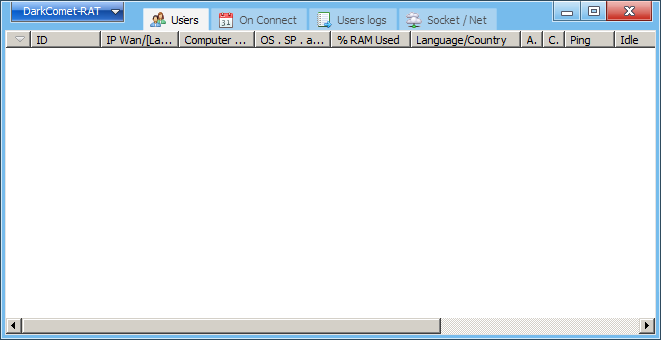 DarkComet-RAT Users On Connect Users logs Socket / Net
31
ID IP Wan/[La... Computer ... OS . SP . a... % RAM Used Language/Country A. C. Ping Idle